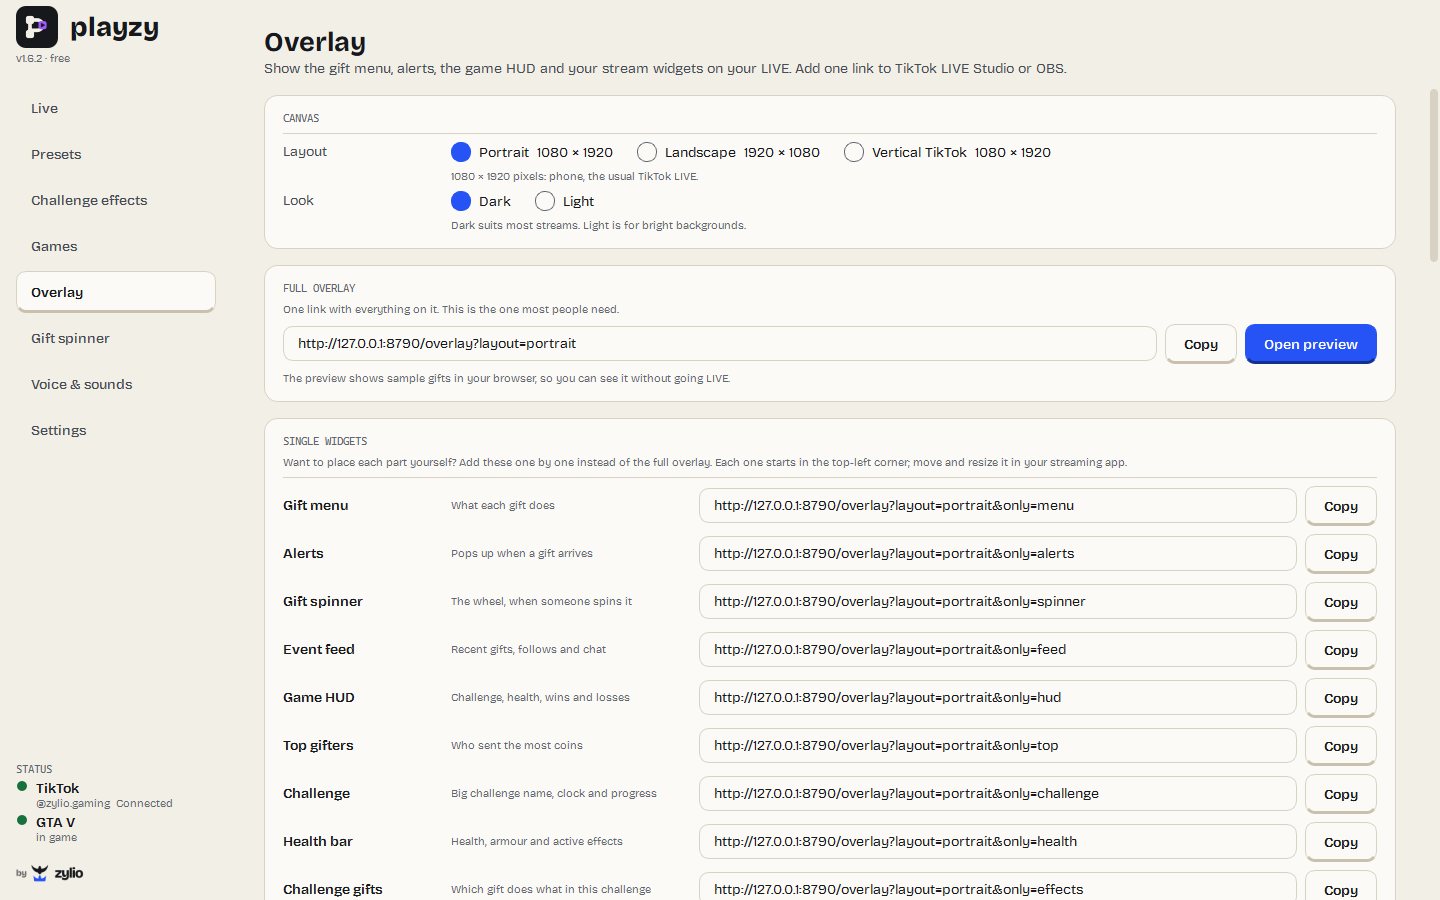 playzy
v1.6.2 · free
Live
Presets
Challenge effects
Games
Overlay
Gift spinner
Voice & sounds
Settings
STATUS
TikTok
@zylio.gaming Connected
GTA V
in game
by zylio
Overlay
Show the gift menu, alerts, the game HUD and your stream widgets on your LIVE. Add one link to TikTok LIVE Studio or OBS.
CANVAS
Layout Portrait 1080 × 1920 Landscape 1920 × 1080 Vertical TikTok 1080 × 1920
1080 × 1920 pixels: phone, the usual TikTok LIVE.
Look Dark Light
Dark suits most streams. Light is for bright backgrounds.
FULL OVERLAY
One link with everything on it. This is the one most people need.
http://127.0.0.1:8790/overlay?layout=portrait Copy Open preview
The preview shows sample gifts in your browser, so you can see it without going LIVE.
SINGLE WIDGETS
Want to place each part yourself? Add these one by one instead of the full overlay. Each one starts in the top-left corner; move and resize it in your streaming app.
Gift menu What each gift does http://127.0.0.1:8790/overlay?layout=portrait&only=menu Copy
Alerts Pops up when a gift arrives http://127.0.0.1:8790/overlay?layout=portrait&only=alerts Copy
Gift spinner The wheel, when someone spins it http://127.0.0.1:8790/overlay?layout=portrait&only=spinner Copy
Event feed Recent gifts, follows and chat http://127.0.0.1:8790/overlay?layout=portrait&only=feed Copy
Game HUD Challenge, health, wins and losses http://127.0.0.1:8790/overlay?layout=portrait&only=hud Copy
Top gifters Who sent the most coins http://127.0.0.1:8790/overlay?layout=portrait&only=top Copy
Challenge Big challenge name, clock and progress http://127.0.0.1:8790/overlay?layout=portrait&only=challenge Copy
Health bar Health, armour and active effects http://127.0.0.1:8790/overlay?layout=portrait&only=health Copy
Challenge gifts Which gift does what in this challenge http://127.0.0.1:8790/overlay?layout=portrait&only=effects Copy